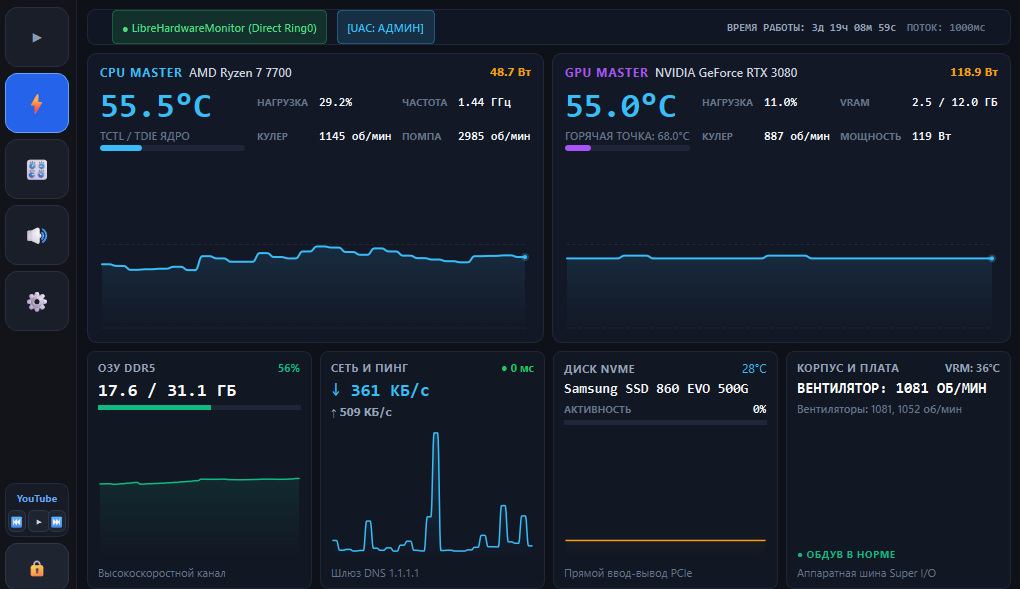 ● LibreHardwareMonitor (Direct Ring0)
[UAC: АДМИН]
ВРЕМЯ РАБОТЫ: 3д 19ч 08м 59с
ПОТОК: 1000мс
CPU MASTER AMD Ryzen 7 7700
48.7 Вт
55.5°C
НАГРУЗКА 29.2%
ЧАСТОТА 1.44 ГГц
TCTL / TDIE ЯДРО
КУЛЕР 1145 об/мин
ПОМПА 2985 об/мин
GPU MASTER NVIDIA GeForce RTX 3080
118.9 Вт
55.0°C
НАГРУЗКА 11.0%
VRAM 2.5 / 12.0 ГБ
ГОРЯЧАЯ ТОЧКА: 68.0°C
КУЛЕР 887 об/мин
МОЩНОСТЬ 119 Вт
ОЗУ DDR5
56%
17.6 / 31.1 ГБ
Высокоскоростной канал
СЕТЬ И ПИНГ
● 0 мс
↓ 361 КБ/с
↑ 509 КБ/с
Шлюз DNS 1.1.1.1
ДИСК NVME
28°C
Samsung SSD 860 EVO 500G
АКТИВНОСТЬ
0%
Прямой ввод-вывод PCIe
КОРПУС И ПЛАТА
VRM: 36°C
ВЕНТИЛЯТОР: 1081 ОБ/МИН
Вентиляторы: 1081, 1052 об/мин
● ОБДУВ В НОРМЕ
Аппаратная шина Super I/O
YouTube